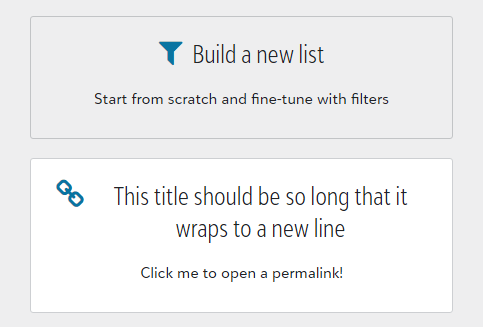 Build a new list
Start from scratch and fine-tune with filters
This title should be so long that it
wraps to a new line
Click me to open a permalink!